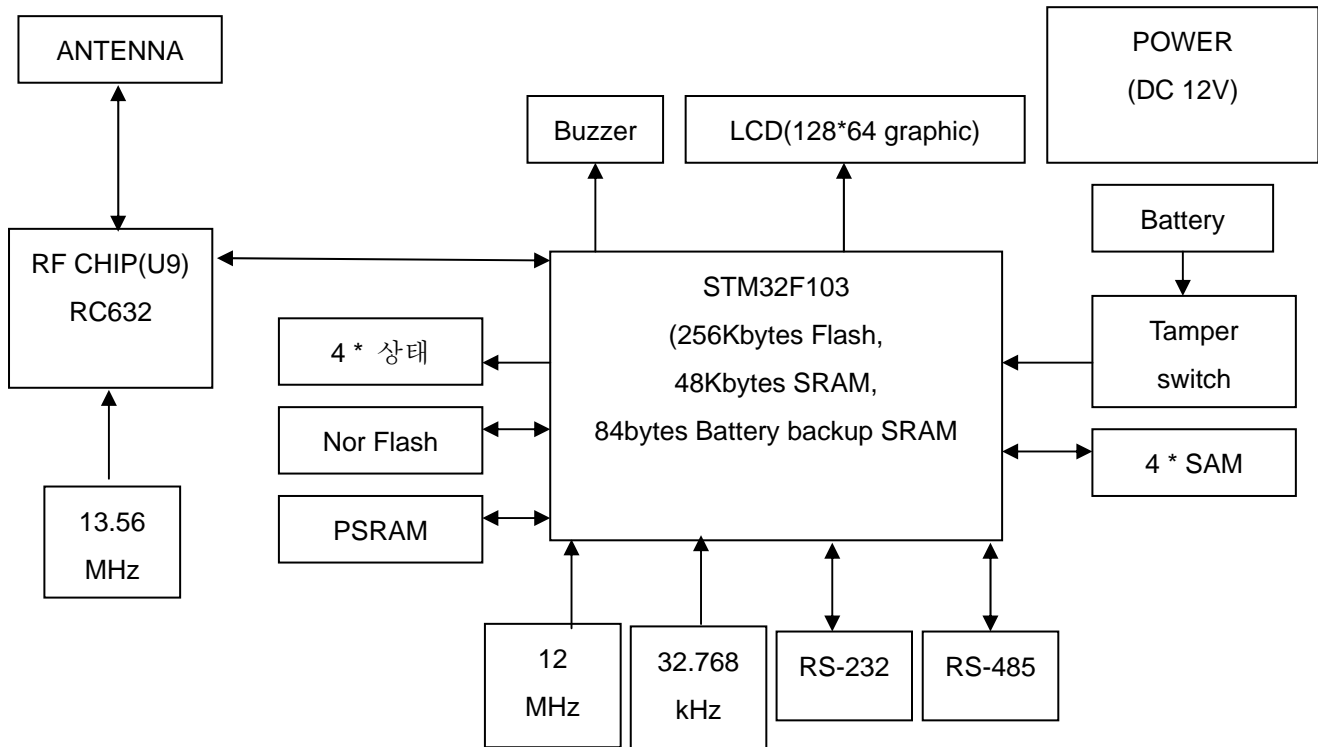 ANTENNA
POWER
(DC 12V)
Buzzer
LCD(128*64 graphic)
Battery
RF CHIP(U9)
RC632
STM32F103
(256Kbytes Flash,
48Kbytes SRAM,
84bytes Battery backup SRAM
4 * 상태
Tamper
switch
Nor Flash
4 * SAM
PSRAM
13.56
MHz
12
MHz
32.768
kHz
RS-232
RS-485